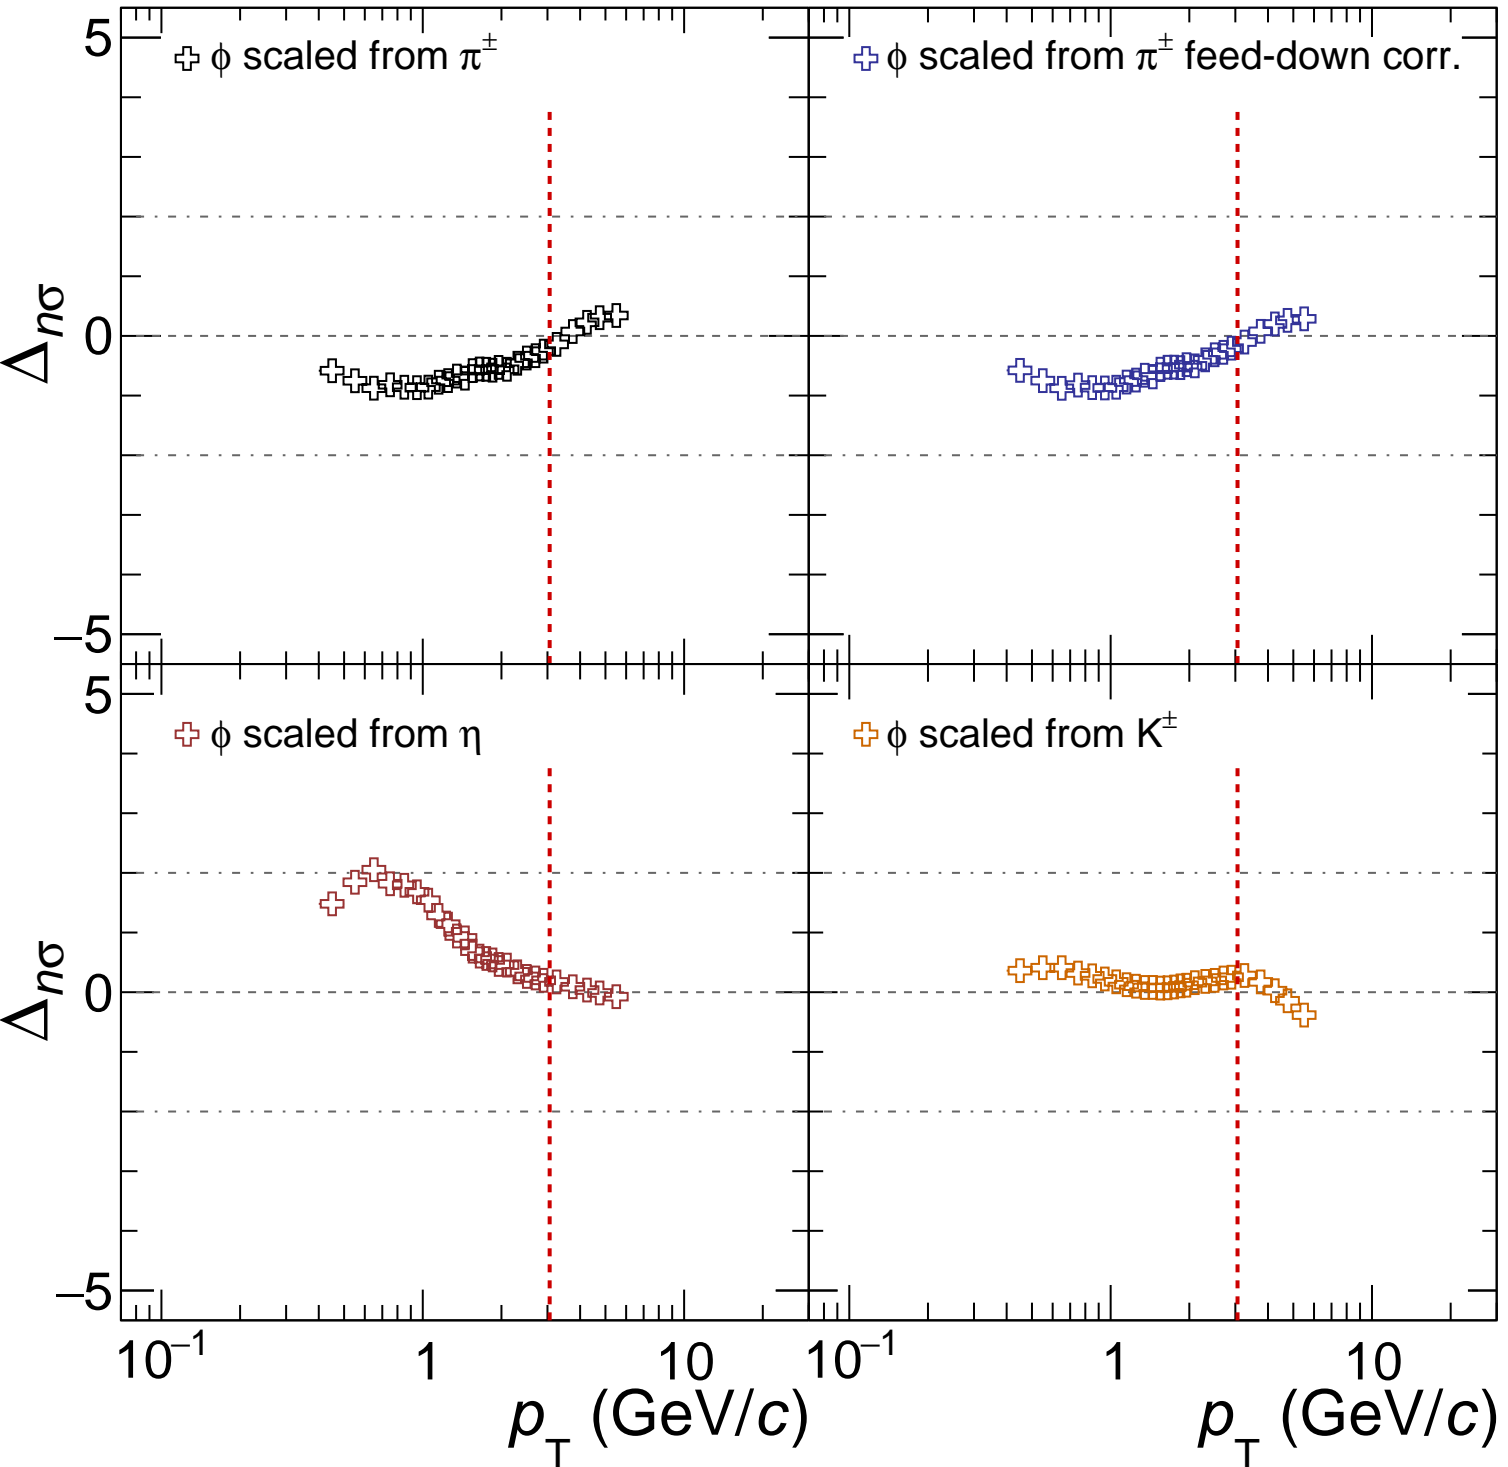 5
ϕ scaled from π±
ϕ scaled from π± feed-down corr.
Δnσ
0
−5
5
ϕ scaled from η
ϕ scaled from K±
Δnσ
0
−5
10−1 1 10 10−1 1 10
pT (GeV/c) pT (GeV/c)